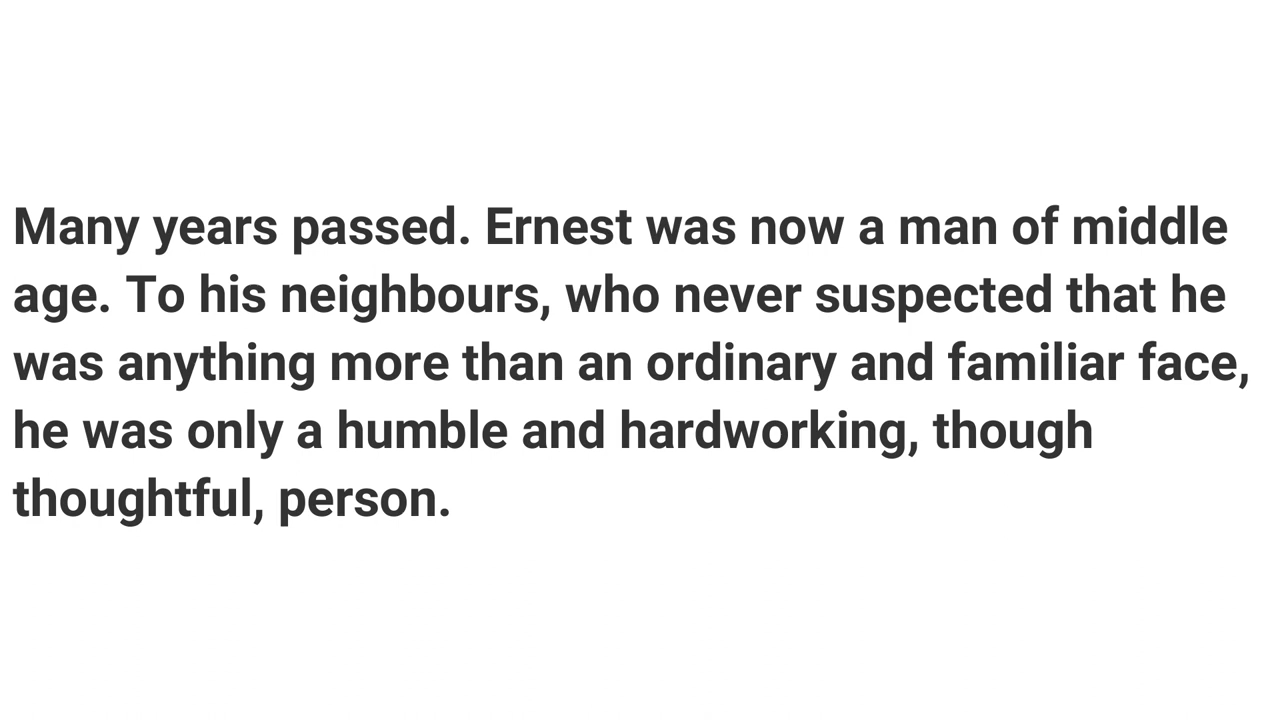 Many years passed. Ernest was now a man of middle
age. To his neighbours, who never suspected that he
was anything more than an ordinary and familiar face,
he was only a humble and hardworking, though
thoughtful, person.